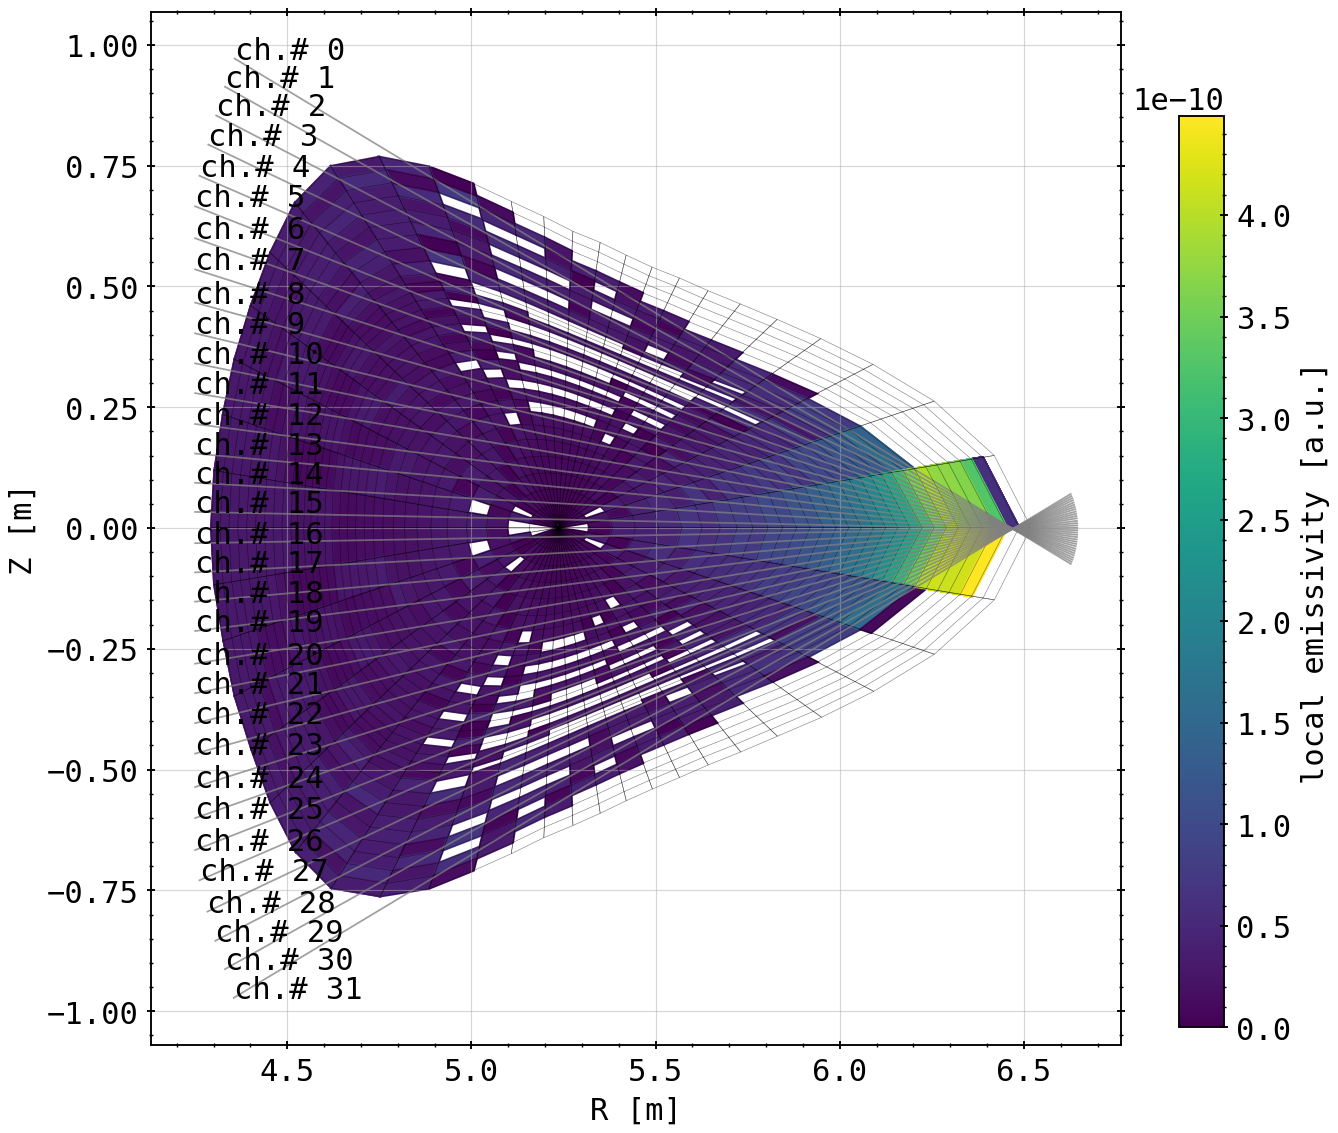 1e−10
ch.# 0
ch.# 1
ch.# 2
ch.# 3
ch.# 4
ch.# 5
ch.# 6
ch.# 7
ch.# 8
ch.# 9
ch.# 10
ch.# 11
ch.# 12
ch.# 13
ch.# 14
ch.# 15
ch.# 16
ch.# 17
ch.# 18
ch.# 19
ch.# 20
ch.# 21
ch.# 22
ch.# 23
ch.# 24
ch.# 25
ch.# 26
ch.# 27
ch.# 28
ch.# 29
ch.# 30
ch.# 31
1.00
0.75
0.50
0.25
0.00
−0.25
−0.50
−0.75
−1.00
Z [m]
4.5 5.0 5.5 6.0 6.5
R [m]
4.0
3.5
3.0
2.5
2.0
1.5
1.0
0.5
0.0
local emissivity [a.u.]